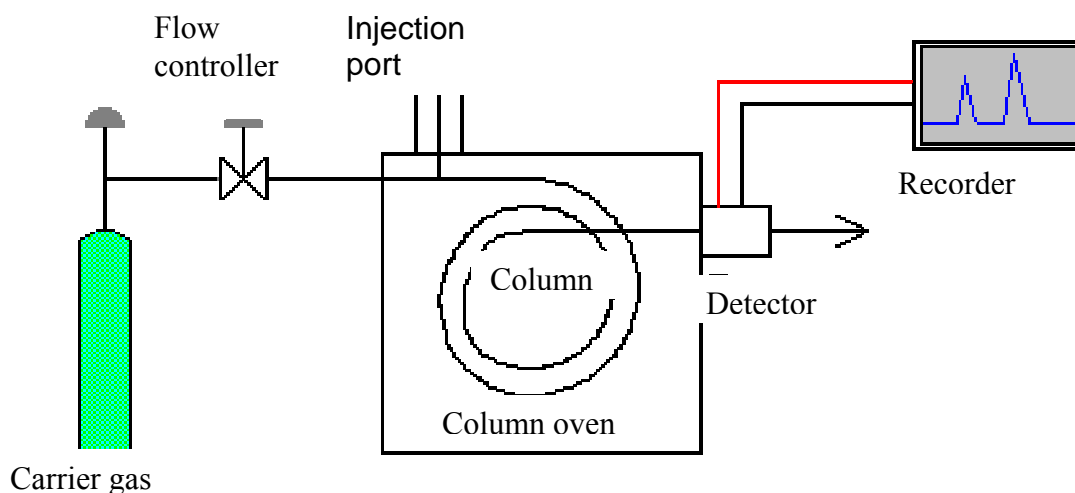 Flow
controller
Injection
port
Recorder
Column
Detector
Column oven
Carrier gas